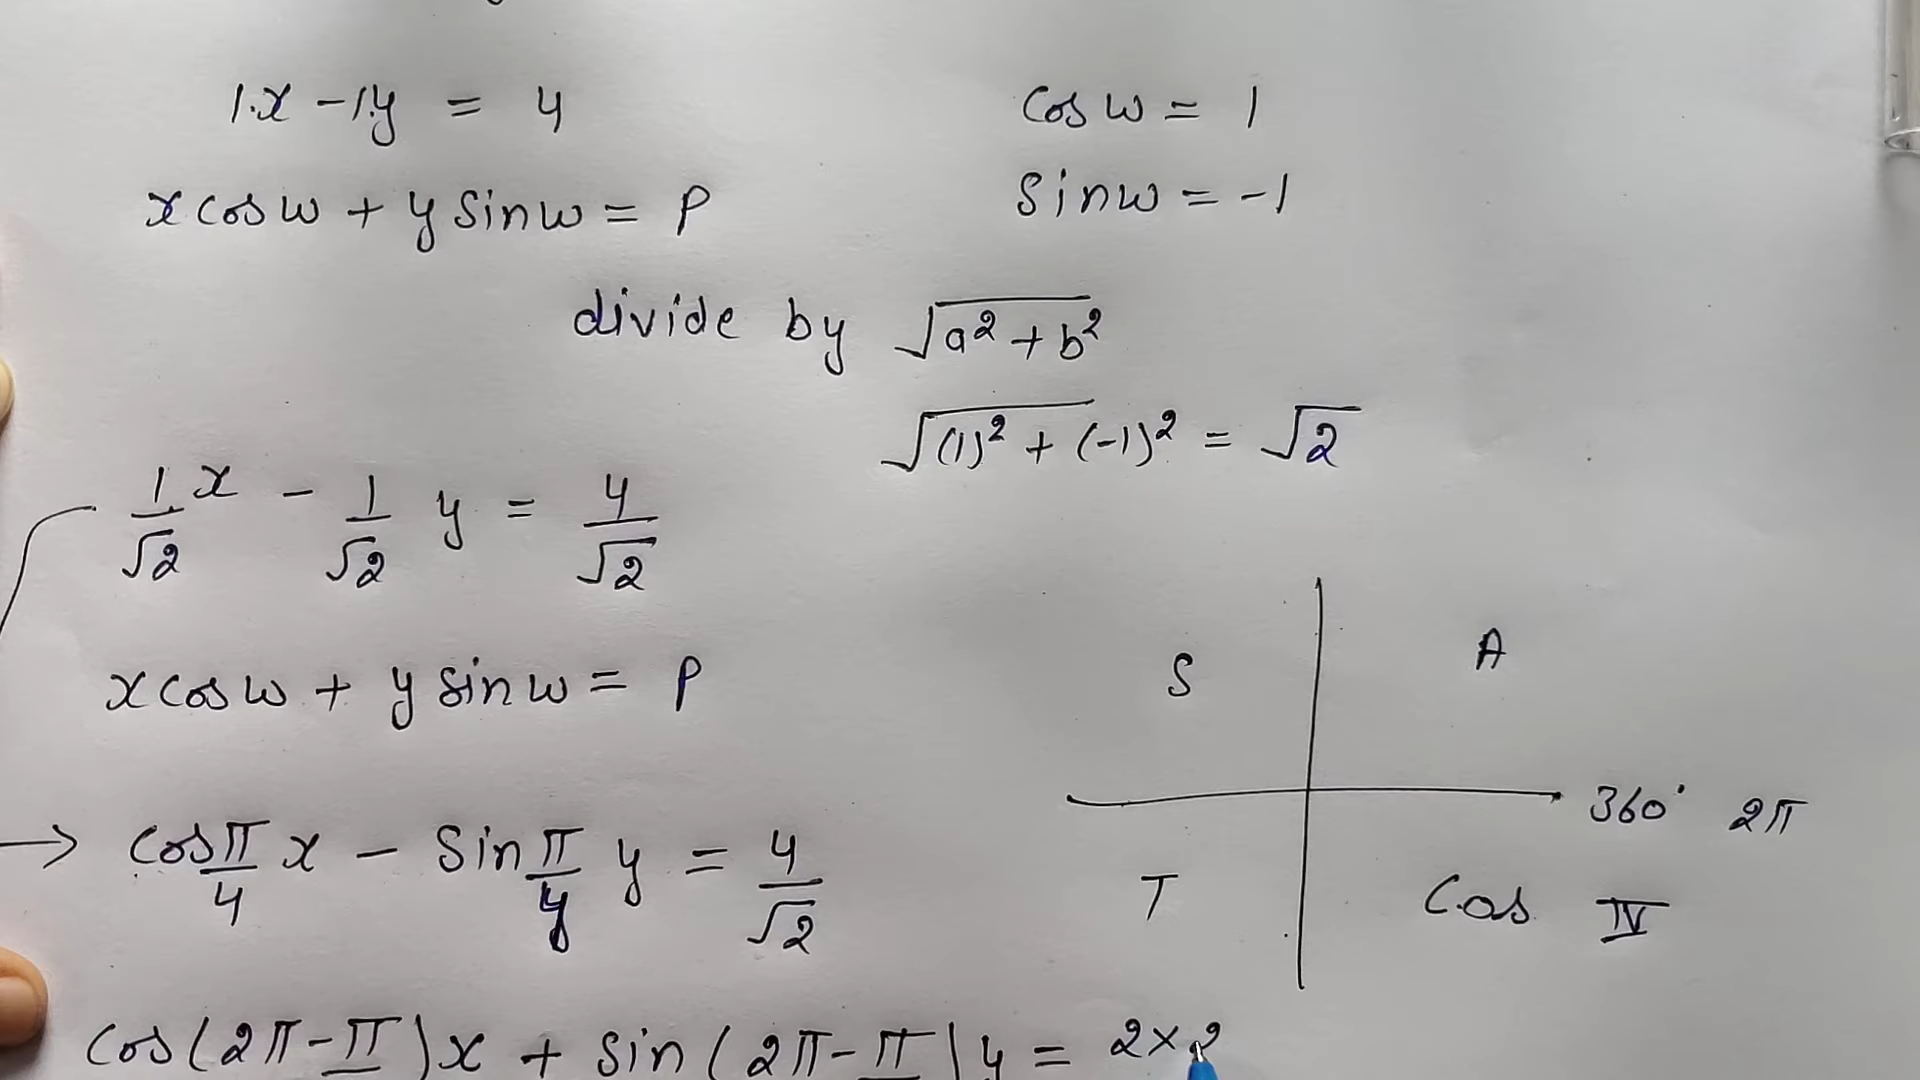 1.x - 1.y = 4
cos w = 1
x cos w + y sin w = P
sin w = -1
divide by √a² + b²
√(1)² + (-1)² = √2
1/√2 x - 1/√2 y = 4/√2
S
A
x cos w + y sin w = P
360° 2π
→ cos π/4 x - sin π/4 y = 4/√2
T
Cos IV
cos(2π-π)x + sin(2π-π)y = 2×2